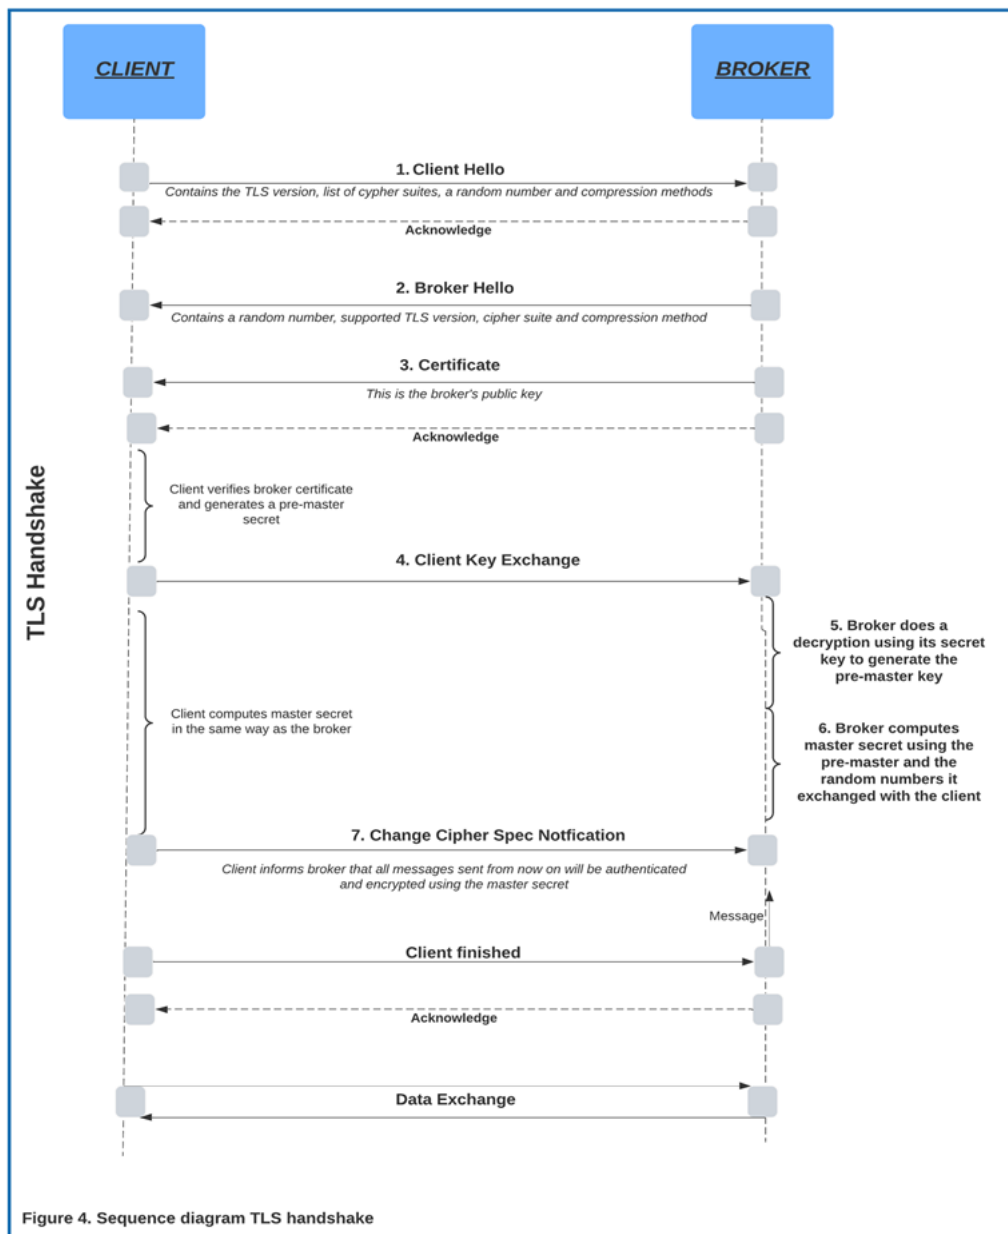 CLIENT
BROKER
1. Client Hello
Contains the TLS version, list of cypher suites, a random number and compression methods
Acknowledge
2. Broker Hello
Contains a random number, supported TLS version, cipher suite and compression method
3. Certificate
This is the broker's public key
Acknowledge
TLS Handshake
Client verifies broker certificate
and generates a pre-master
secret
4. Client Key Exchange
5. Broker does a
decryption using its secret
key to generate the
pre-master key
Client computes master secret
in the same way as the broker
6. Broker computes
master secret using the
pre-master and the
random numbers it
exchanged with the client
7. Change Cipher Spec Notfication
Client informs broker that all messages sent from now on will be authenticated
and encrypted using the master secret
Message
Client finished
Acknowledge
Data Exchange
Figure 4. Sequence diagram TLS handshake